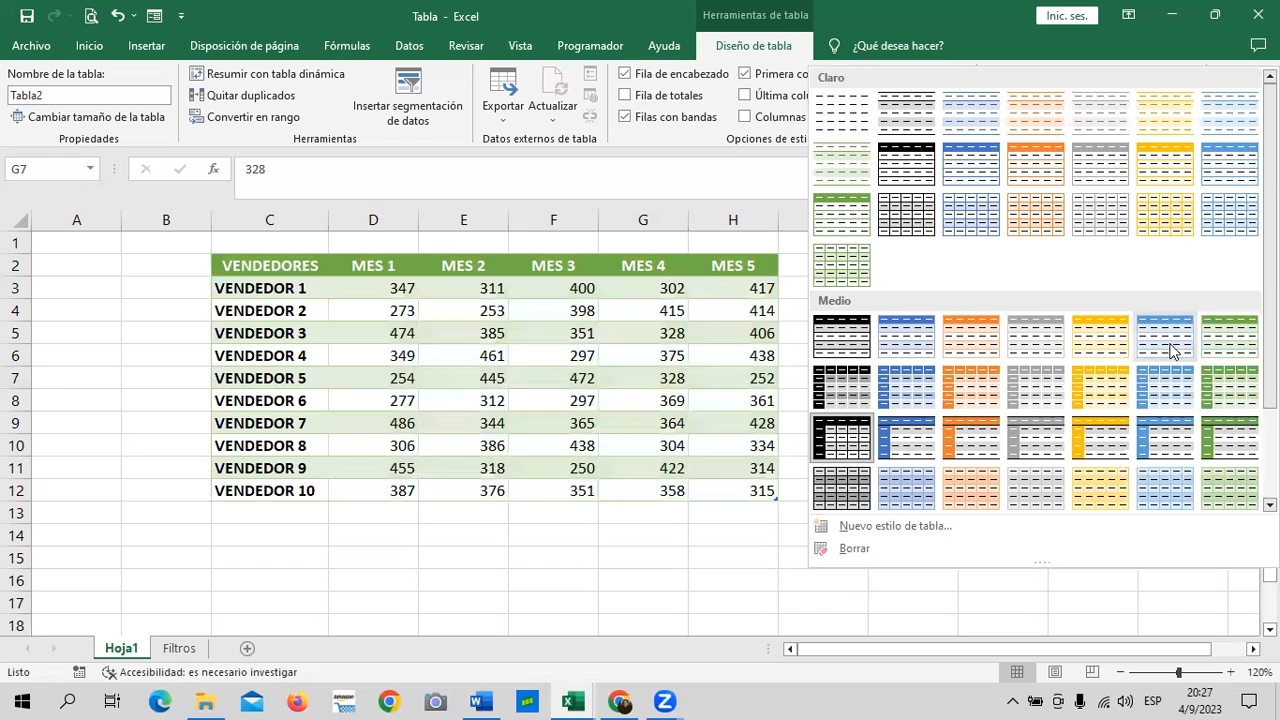 Tabla - Excel
Herramientas de tabla
Inic. ses.
Archivo Inicio Insertar Disposición de página Fórmulas Datos Revisar Vista Programador Ayuda Diseño de tabla ¿Qué desea hacer?
Nombre de la tabla:
Tabla2
Cambiar tamaño de la tabla
Propiedades
Resumir con tabla dinámica
Quitar duplicados
Convertir en rango
Insertar segmentación
de datos
Herramientas
Exportar Actualizar
Datos externos de tabla
Fila de encabezado
Fila de totales
Filas con bandas
Primera co
Última colu
Columnas
Opciones de esti
G7
fx
328
Claro
Medio
Nuevo estilo de tabla...
Borrar
A B C D E F G H
1
2 VENDEDORES MES 1 MES 2 MES 3 MES 4 MES 5
3 VENDEDOR 1 347 311 400 302 417
4 VENDEDOR 2 273 253 398 415 414
5 VENDEDOR 3 474 385 351 328 406
6 VENDEDOR 4 349 461 297 375 438
7 VENDEDOR 5 254 445 472 328 252
8 VENDEDOR 6 277 312 297 369 361
9 VENDEDOR 7 486 344 365 364 428
10 VENDEDOR 8 306 386 438 304 334
11 VENDEDOR 9 455 318 250 422 314
12 VENDEDOR 10 387 376 351 358 315
13
14
15
16
17
18
Hoja1 Filtros
Listo Accesibilidad: es necesario investigar 120%
ESP
20:27
4/9/2023